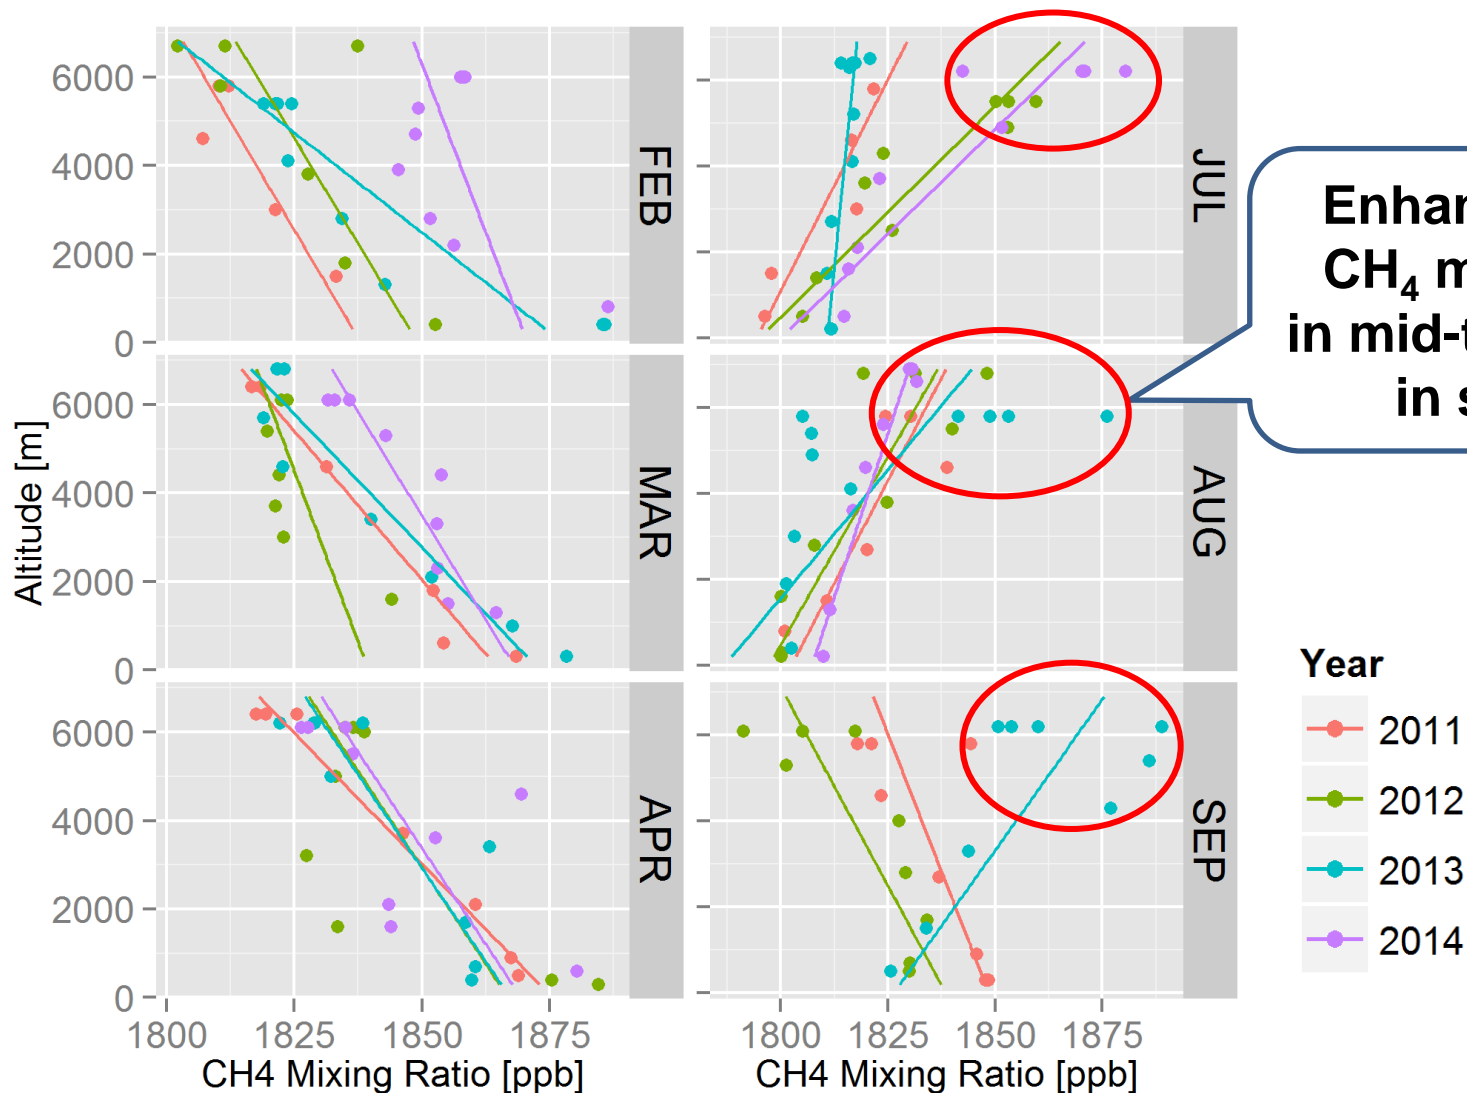 Altitude [m]
6000
4000
2000
0
FEB
6000
4000
2000
0
MAR
6000
4000
2000
0
APR
1800 1825 1850 1875
CH4 Mixing Ratio [ppb]
JUL
AUG
SEP
1800 1825 1850 1875
CH4 Mixing Ratio [ppb]
CH₄ m
in mid-t
in s
Year
2011
2012
2013
2014